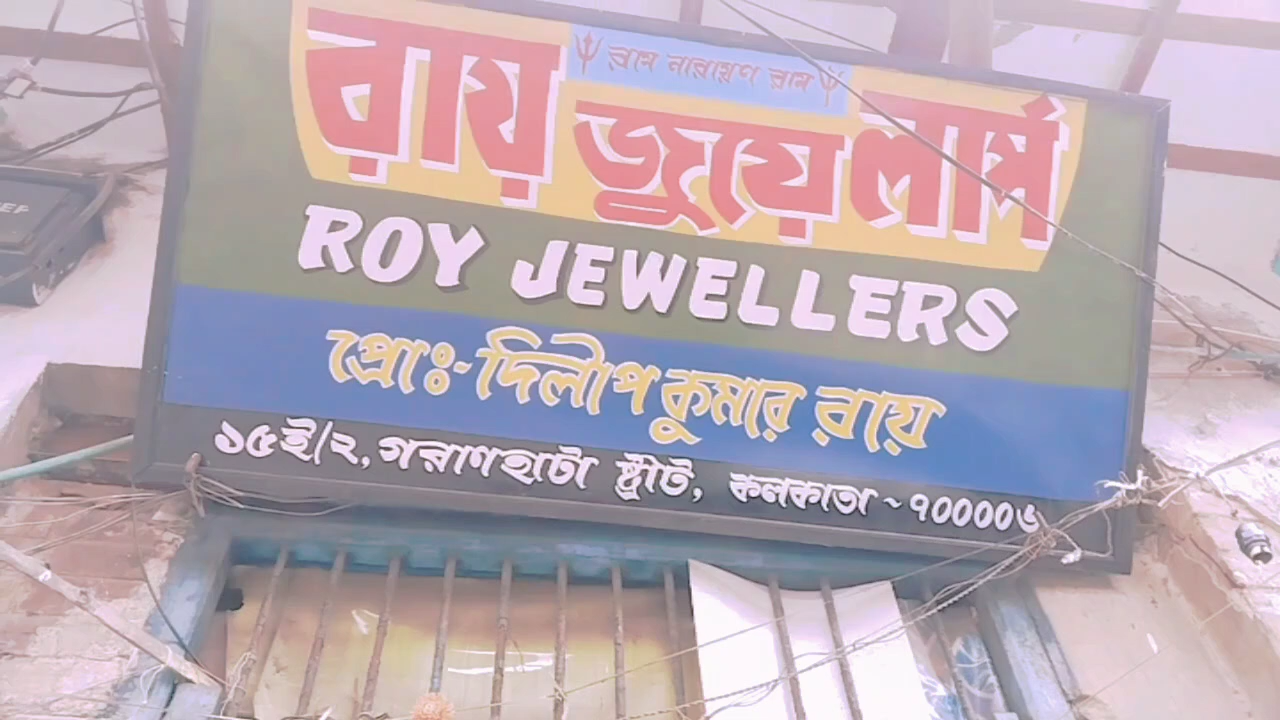 রাম নারায়ণ রাম
রায় জুয়েলার্স
ROY JEWELLERS
প্রোঃ- দিলীপ কুমার রায়
১৫ই/২, গরাণহাটা ষ্ট্রীট, কলকাতা ~ ৭০০০০৬